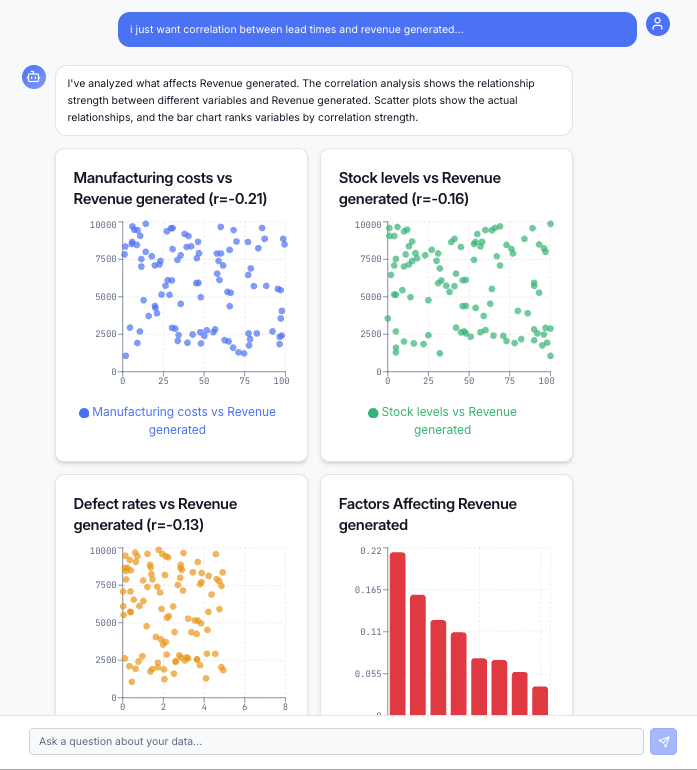 i just want correlation between lead times and revenue generated...
I've analyzed what affects Revenue generated. The correlation analysis shows the relationship
strength between different variables and Revenue generated. Scatter plots show the actual
relationships, and the bar chart ranks variables by correlation strength.
Manufacturing costs vs
Revenue generated (r=-0.21)
10000
7500
5000
2500
0
0 25 50 75 100
Manufacturing costs vs Revenue
generated
Stock levels vs Revenue
generated (r=-0.16)
10000
7500
5000
2500
0
0 25 50 75 100
Stock levels vs Revenue
generated
Defect rates vs Revenue
generated (r=-0.13)
10000
7500
5000
2500
0
0 2 4 6 8
Factors Affecting Revenue
generated
0.22
0.165
0.11
0.055
Ask a question about your data...